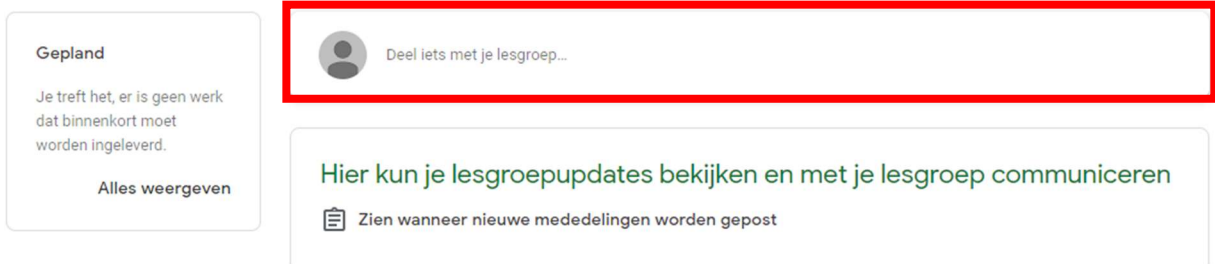 Gepland
Je treft het, er is geen werk
dat binnenkort moet
worden ingeleverd.
Alles weergeven
Deel iets met je lesgroep...
Hier kun je lesgroepupdates bekijken en met je lesgroep communiceren
Zien wanneer nieuwe mededelingen worden gepost